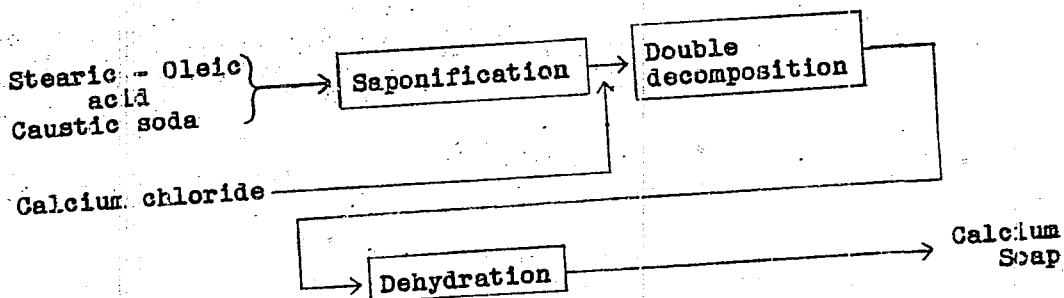 Stearic - Oleic
acid
Caustic soda
Saponification
Double
decomposition
Calcium chloride
Dehydration
Calcium
Soap